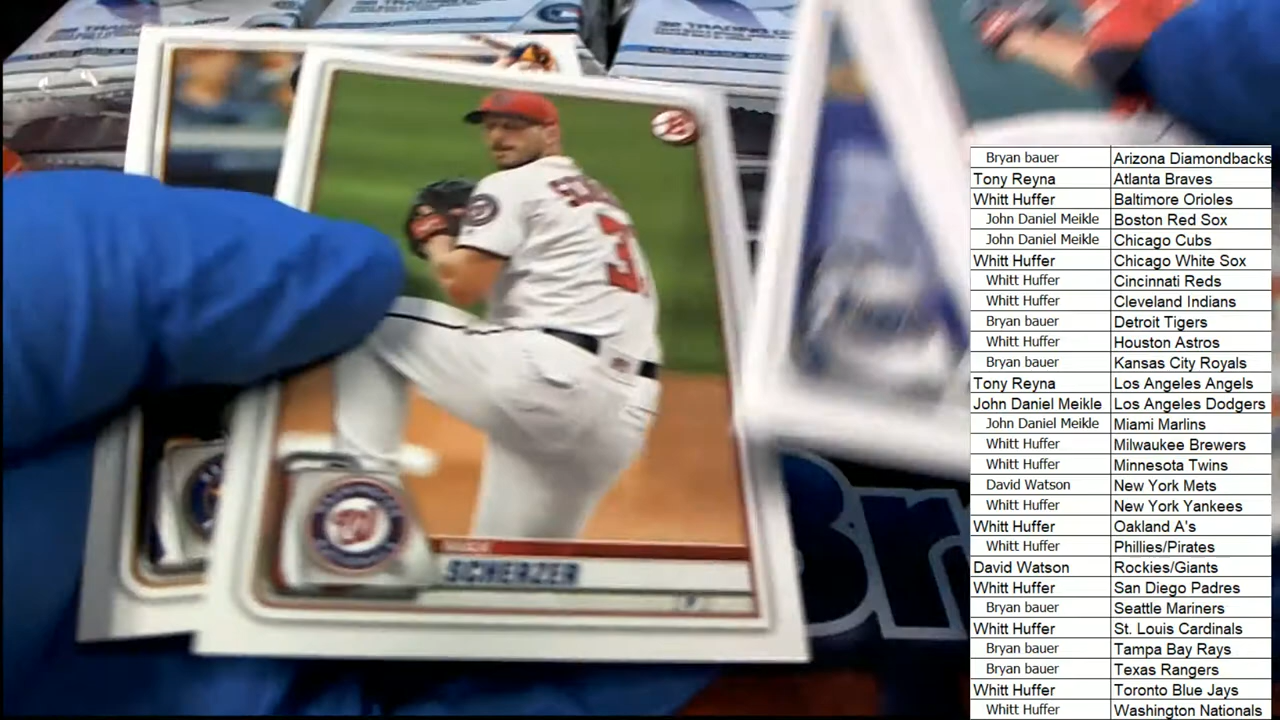 Bryan bauer Arizona Diamondbacks
Tony Reyna Atlanta Braves
Whitt Huffer Baltimore Orioles
John Daniel Meikle Boston Red Sox
John Daniel Meikle Chicago Cubs
Whitt Huffer Chicago White Sox
Whitt Huffer Cincinnati Reds
Whitt Huffer Cleveland Indians
Bryan bauer Detroit Tigers
Whitt Huffer Houston Astros
Bryan bauer Kansas City Royals
Tony Reyna Los Angeles Angels
John Daniel Meikle Los Angeles Dodgers
John Daniel Meikle Miami Marlins
Whitt Huffer Milwaukee Brewers
Whitt Huffer Minnesota Twins
David Watson New York Mets
Whitt Huffer New York Yankees
Whitt Huffer Oakland A's
Whitt Huffer Phillies/Pirates
David Watson Rockies/Giants
Whitt Huffer San Diego Padres
Bryan bauer Seattle Mariners
Whitt Huffer St. Louis Cardinals
Bryan bauer Tampa Bay Rays
Bryan bauer Texas Rangers
Whitt Huffer Toronto Blue Jays
Whitt Huffer Washington Nationals
SCHERZER
Br